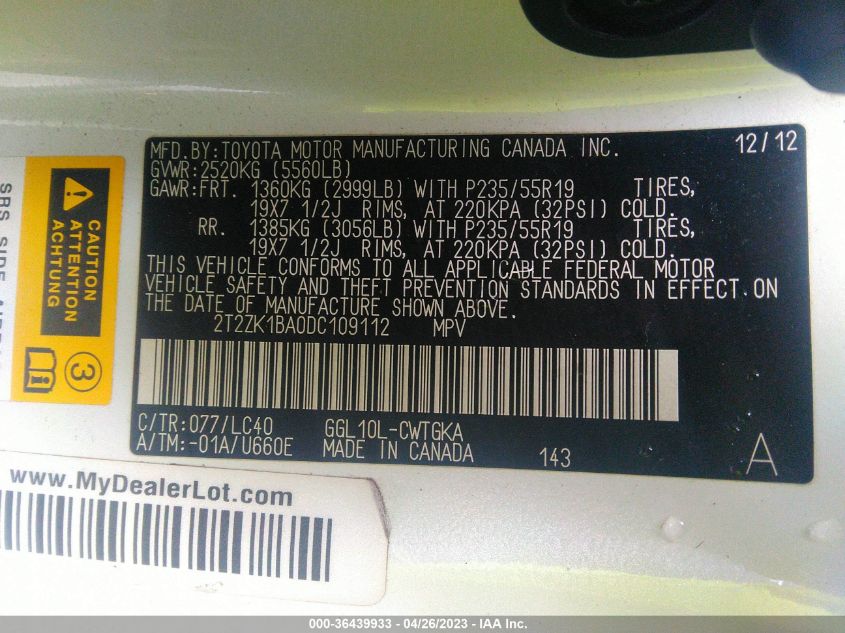 MFD.BY:TOYOTA MOTOR MANUFACTURING CANADA INC. 12/12
GVWR:2520KG (5560LB)
GAWR:FRT. 1360KG (2999LB) WITH P235/55R19 TIRES,
19X7 1/2J RIMS, AT 220KPA (32PSI) COLD.
RR. 1385KG (3056LB) WITH P235/55R19 TIRES,
19X7 1/2J RIMS, AT 220KPA (32PSI) COLD.
THIS VEHICLE CONFORMS TO ALL APPLICABLE FEDERAL MOTOR
VEHICLE SAFETY AND THEFT PREVENTION STANDARDS IN EFFECT ON
THE DATE OF MANUFACTURE SHOWN ABOVE.
2T2ZK1BA0DC109112 MPV
C/TR:077/LC40 GGL10L-CWTGKA
A/TM:-01A/U660E MADE IN CANADA 143 A
CAUTION
ATTENTION
ACHTUNG
3
SRS SIDE
www.MyDealerLot.com
000-36439933 - 04/26/2023 - IAA Inc.